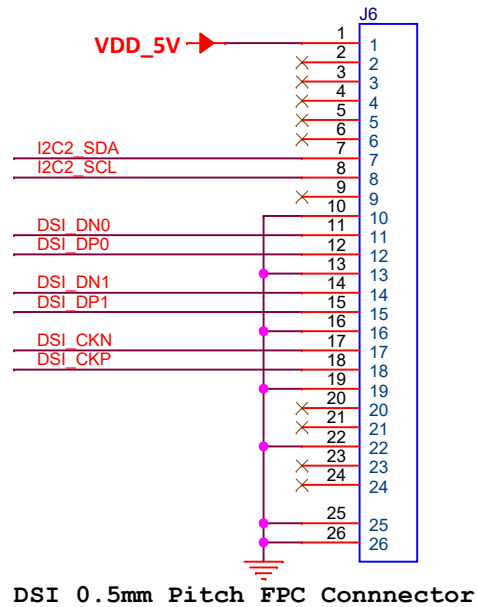 J6
VDD_5V 1 1
2 2
3 3
4 4
5 5
6 6
I2C2_SDA 7 7
I2C2_SCL 8 8
9 9
10 10
DSI_DN0 11 11
DSI_DP0 12 12
13 13
DSI_DN1 14 14
DSI_DP1 15 15
16 16
DSI_CKN 17 17
DSI_CKP 18 18
19 19
20 20
21 21
22 22
23 23
24 24
25 25
26 26
DSI 0.5mm Pitch FPC Connnector